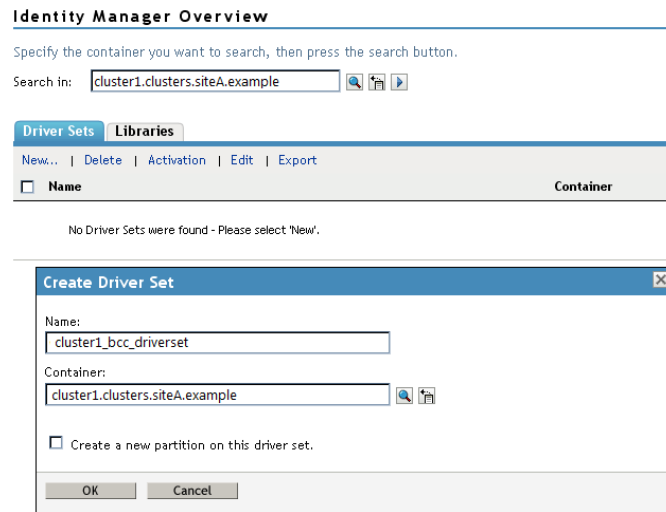 Identity Manager Overview
Specify the container you want to search, then press the search button.
Search in: cluster1.clusters.siteA.example
Driver Sets Libraries
New... | Delete | Activation | Edit | Export
Name Container
No Driver Sets were found - Please select 'New'.
Create Driver Set
Name:
cluster1_bcc_driverset
Container:
cluster1.clusters.siteA.example
Create a new partition on this driver set.
OK Cancel